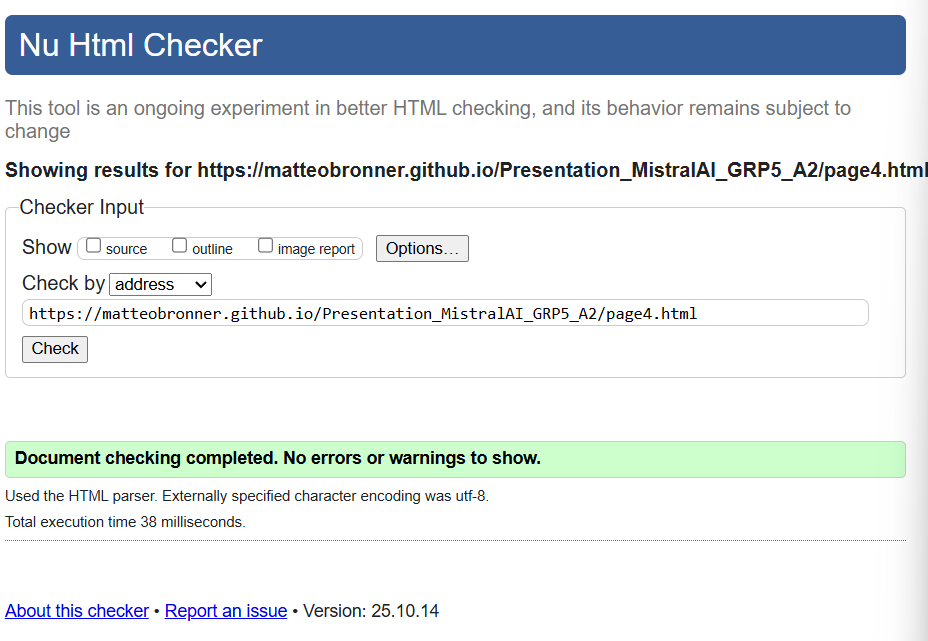 Nu Html Checker
This tool is an ongoing experiment in better HTML checking, and its behavior remains subject to
change
Showing results for https://matteobronner.github.io/Presentation_MistralAI_GRP5_A2/page4.html
Checker Input
Show source outline image report Options…
Check by address
https://matteobronner.github.io/Presentation_MistralAI_GRP5_A2/page4.html
Check
Document checking completed. No errors or warnings to show.
Used the HTML parser. Externally specified character encoding was utf-8.
Total execution time 38 milliseconds.
About this checker • Report an issue • Version: 25.10.14